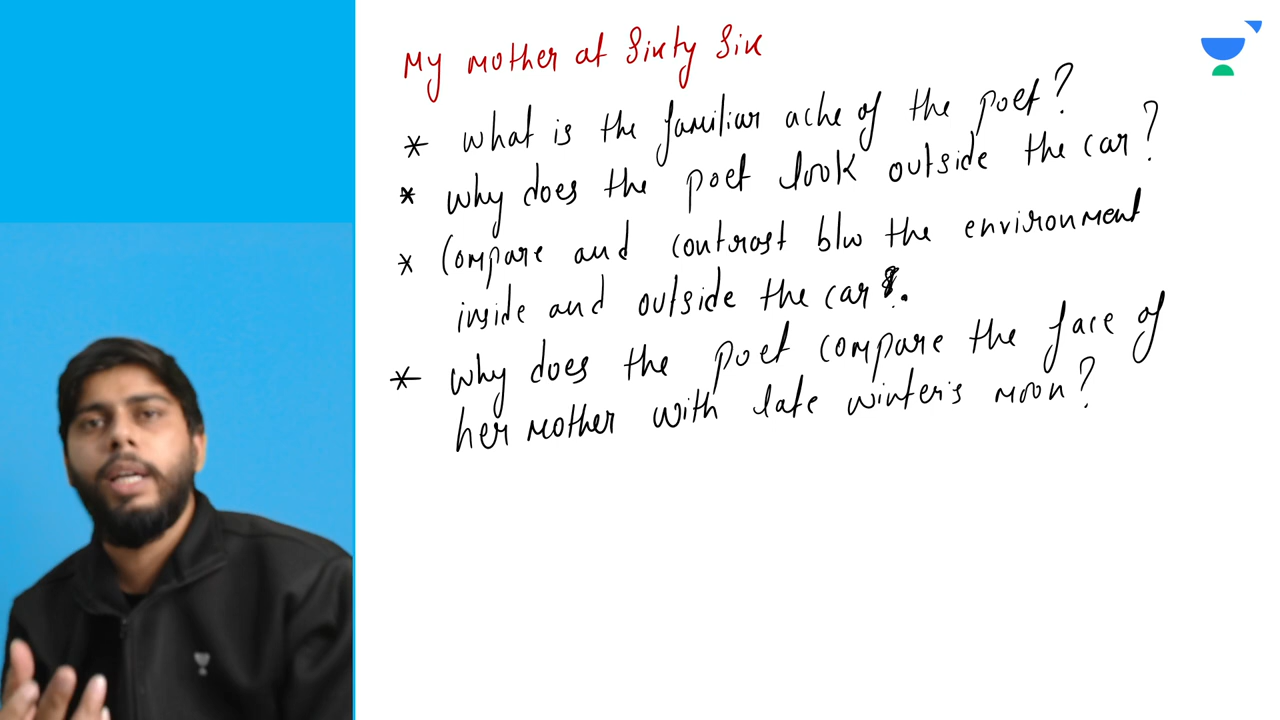 My mother at Sixty Six
* what is the familiar ache of the poet?
* why does the poet look outside the car?
* Compare and contrast b/w the environment
inside and outside the car.
* why does the poet compare the face of
her mother with late winter's moon?